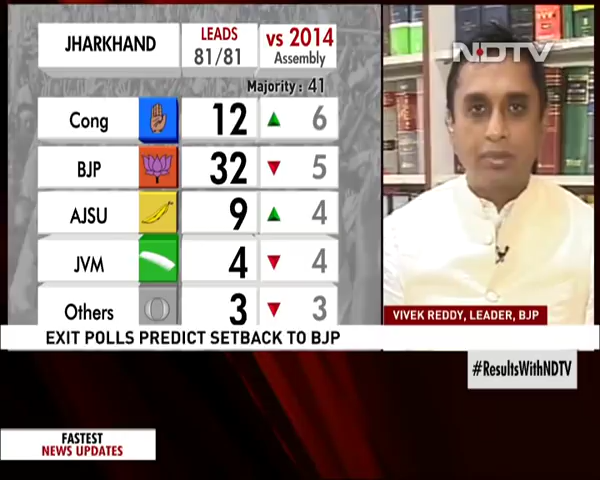 JHARKHAND
LEADS
81/81
vs 2014
Assembly
Majority : 41
Cong 12 ▲ 6
BJP 32 ▼ 5
AJSU 9 ▲ 4
JVM 4 ▼ 4
Others 3 ▼ 3
NDTV
VIVEK REDDY, LEADER, BJP
EXIT POLLS PREDICT SETBACK TO BJP
#ResultsWithNDTV
FASTEST
NEWS UPDATES